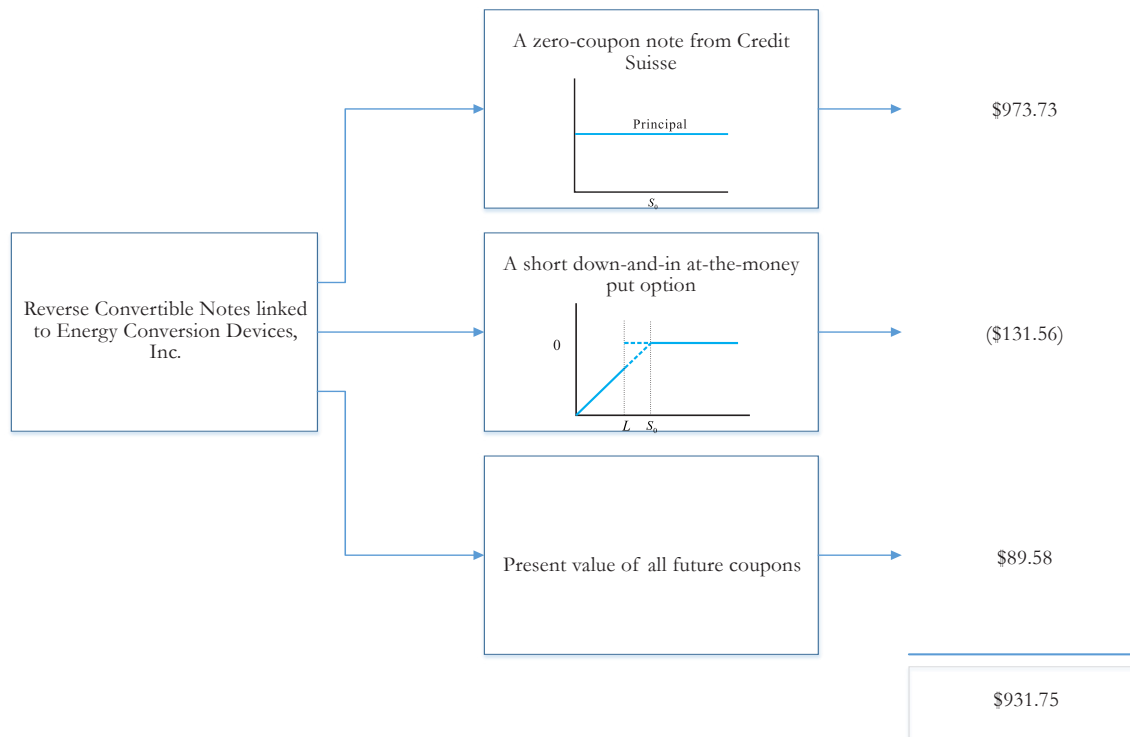 A zero-coupon note from Credit
Suisse
Principal
S₀
$973.73
Reverse Convertible Notes linked
to Energy Conversion Devices,
Inc.
A short down-and-in at-the-money
put option
0
L S₀
($131.56)
Present value of all future coupons
$89.58
$931.75